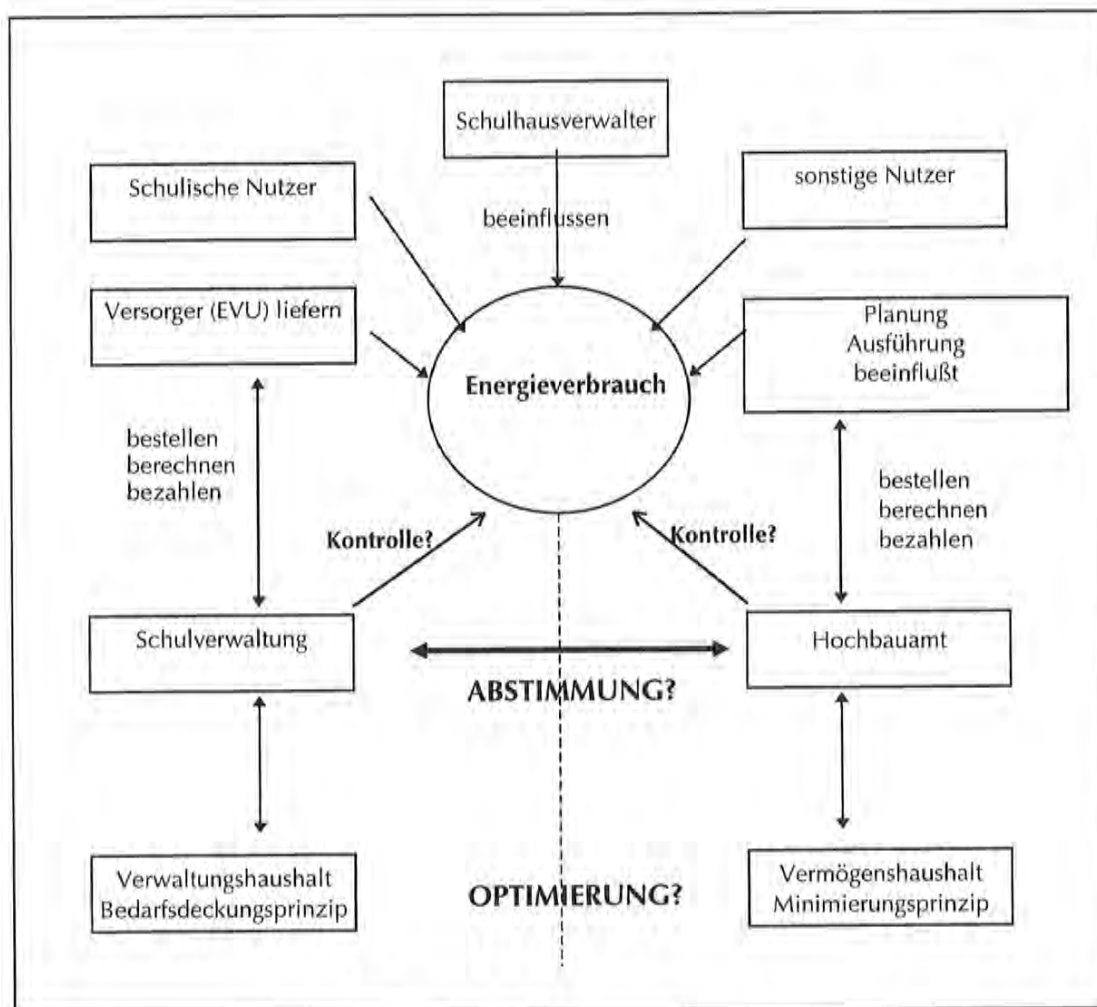 Schulhausverwalter
Schulische Nutzer
sonstige Nutzer
beeinflussen
Versorger (EVU) liefern
Planung
Ausführung
beeinflußt
Energieverbrauch
bestellen
berechnen
bezahlen
bestellen
berechnen
bezahlen
Kontrolle?
Kontrolle?
Schulverwaltung
Hochbauamt
ABSTIMMUNG?
Verwaltungshaushalt
Bedarfsdeckungsprinzip
OPTIMIERUNG?
Vermögenshaushalt
Minimierungsprinzip